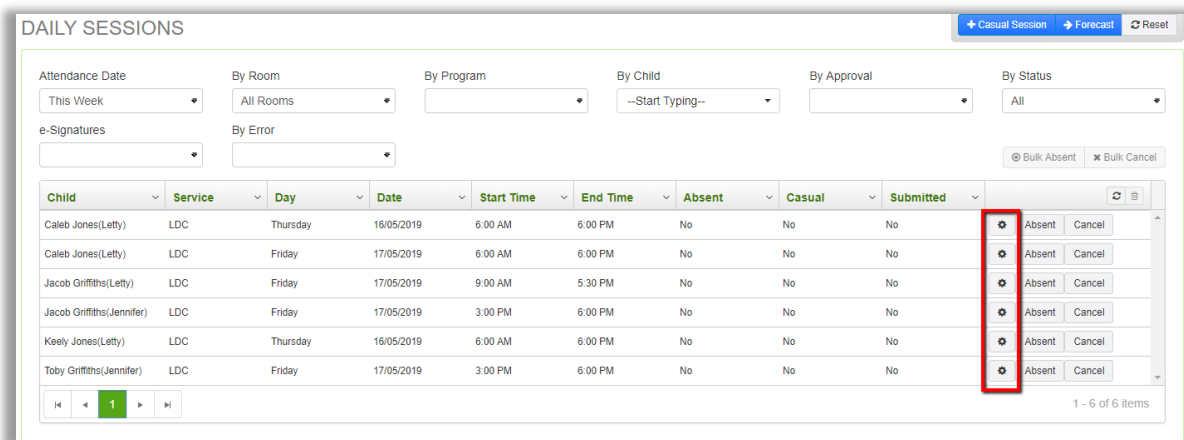 DAILY SESSIONS
Casual Session Forecast Reset
Attendance Date By Room By Program By Child By Approval By Status
This Week All Rooms --Start Typing-- All
e-Signatures By Error
Bulk Absent Bulk Cancel
Child Service Day Date Start Time End Time Absent Casual Submitted
Caleb Jones(Letty) LDC Thursday 16/05/2019 6:00 AM 6:00 PM No No No Absent Cancel
Caleb Jones(Letty) LDC Friday 17/05/2019 6:00 AM 6:00 PM No No No Absent Cancel
Jacob Griffiths(Letty) LDC Friday 17/05/2019 9:00 AM 5:30 PM No No No Absent Cancel
Jacob Griffiths(Jennifer) LDC Friday 17/05/2019 3:00 PM 6:00 PM No No No Absent Cancel
Keely Jones(Letty) LDC Thursday 16/05/2019 6:00 AM 6:00 PM No No No Absent Cancel
Toby Griffiths(Jennifer) LDC Friday 17/05/2019 3:00 PM 6:00 PM No No No Absent Cancel
1 1 - 6 of 6 items